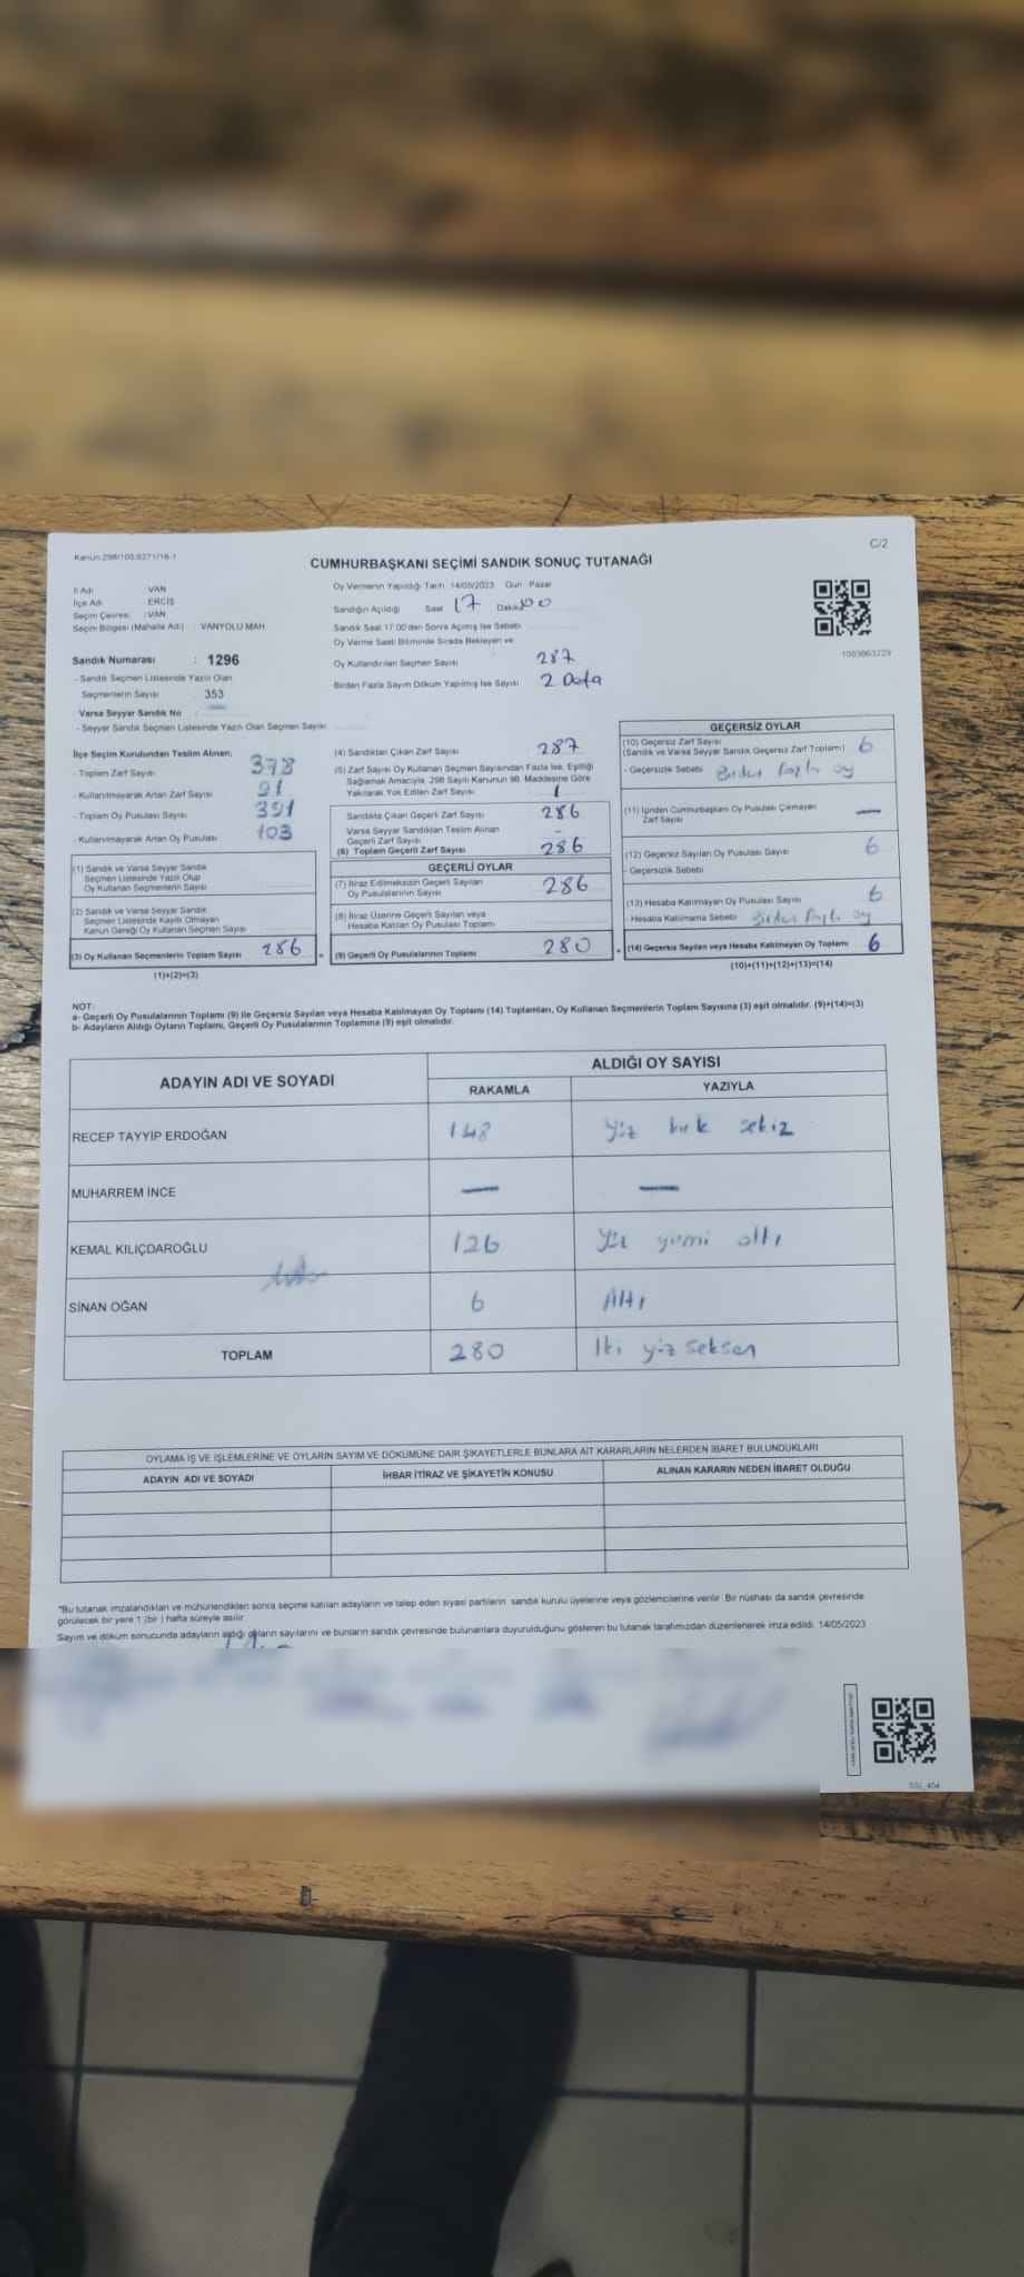 Kanun:298/105.6271/16-1
C/2
CUMHURBAŞKANI SEÇİMİ SANDIK SONUÇ TUTANAĞI
İl Adı : VAN
İlçe Adı : ERCİŞ
Seçim Çevresi : VAN
Seçim Bölgesi (Mahalle Adı) : VANYOLU MAH.
Sandık Numarası : 1296
- Sandık Seçmen Listesinde Yazılı Olan
Seçmenlerin Sayısı 353
Varsa Seyyar Sandık No
- Seyyar Sandık Seçmen Listesinde Yazılı Olan Seçmen Sayısı
Oy Vermenin Yapıldığı Tarih 14/05/2023 Gün Pazar
Sandığın Açıldığı Saat 17 Dakika 00
Sandık Saat 17:00'den Sonra Açılmış İse Sebebi
Oy Verme Saati Bitiminde Sırada Bekleyen ve
Oy Kullandırılan Seçmen Sayısı 287
Birden Fazla Sayım Döküm Yapılmış İse Sayısı 2 Defa
1003663229
İlçe Seçim Kurulundan Teslim Alınan;
- Toplam Zarf Sayısı 378
- Kullanılmayarak Artan Zarf Sayısı 91
- Toplam Oy Pusulası Sayısı 391
- Kullanılmayarak Artan Oy Pusulası 103
(1) Sandık ve Varsa Seyyar Sandık
Seçmen Listesinde Yazılı Olup
Oy Kullanan Seçmenlerin Sayısı
(2) Sandık ve Varsa Seyyar Sandık
Seçmen Listesinde Kayıtlı Olmayan
Kanun Gereği Oy Kullanan Seçmen Sayısı
(3) Oy Kullanan Seçmenlerin Toplam Sayısı 286 =
(1)+(2)=(3)
(4) Sandıktan Çıkan Zarf Sayısı 287
(5) Zarf Sayısı Oy Kullanan Seçmen Sayısından Fazla İse, Eşitliği
Sağlamak Amacıyla, 298 Sayılı Kanunun 98. Maddesine Göre
Yakılarak Yok Edilen Zarf Sayısı 1
Sandıkta Çıkan Geçerli Zarf Sayısı 286
Varsa Seyyar Sandıktan Teslim Alınan
Geçerli Zarf Sayısı -
(6) Toplam Geçerli Zarf Sayısı 286
GEÇERLİ OYLAR
(7) İtiraz Edilmeksizin Geçerli Sayılan
Oy Pusulalarının Sayısı 286
(8) İtiraz Üzerine Geçerli Sayılan veya
Hesaba Katılan Oy Pusulası Toplamı
(9) Geçerli Oy Pusulalarının Toplamı 280 +
GEÇERSİZ OYLAR
(10) Geçersiz Zarf Sayısı
(Sandık ve Varsa Seyyar Sandık Geçersiz Zarf Toplamı) 6
- Geçersizlik Sebebi Birden fazla oy
(11) İçinden Cumhurbaşkanı Oy Pusulası Çıkmayan
Zarf Sayısı —
(12) Geçersiz Sayılan Oy Pusulası Sayısı 6
- Geçersizlik Sebebi
(13) Hesaba Katılmayan Oy Pusulası Sayısı 6
Hesaba Katılmama Sebebi Birden fazla oy
(14) Geçersiz Sayılan veya Hesaba Katılmayan Oy Toplamı 6
(10)+(11)+(12)+(13)=(14)
NOT:
a- Geçerli Oy Pusulalarının Toplamı (9) ile Geçersiz Sayılan veya Hesaba Katılmayan Oy Toplamı (14) Toplamları, Oy Kullanan Seçmenlerin Toplam Sayısına (3) eşit olmalıdır. (9)+(14)=(3)
b- Adayların Aldığı Oyların Toplamı, Geçerli Oy Pusulalarının Toplamına (9) eşit olmalıdır.
ADAYIN ADI VE SOYADI
ALDIĞI OY SAYISI
RAKAMLA YAZIYLA
RECEP TAYYİP ERDOĞAN 148 Yüz kırk sekiz
MUHARREM İNCE — —
KEMAL KILIÇDAROĞLU 126 Yüz yirmi altı
SİNAN OĞAN 6 Altı
TOPLAM 280 İki yüz seksen
OYLAMA İŞ VE İŞLEMLERİNE VE OYLARIN SAYIM VE DÖKÜMÜNE DAİR ŞİKAYETLERLE BUNLARA AİT KARARLARIN NELERDEN İBARET BULUNDUKLARI
ADAYIN ADI VE SOYADI İHBAR İTİRAZ VE ŞİKAYETİN KONUSU ALINAN KARARIN NEDEN İBARET OLDUĞU
*Bu tutanak imzalandıktan ve mühürlendikten sonra seçime katılan adayların ve talep eden siyasi partilerin sandık kurulu üyelerine veya gözlemcilerine verilir. Bir nüshası da sandık çevresinde
görülecek bir yere 1 (bir ) hafta süreyle asılır.
Sayım ve döküm sonucunda adayların aldığı oyların sayılarını ve bunların sandık çevresinde bulunanlara duyurulduğunu gösteren bu tutanak tarafımızdan düzenlenerek imza edildi. 14/05/2023